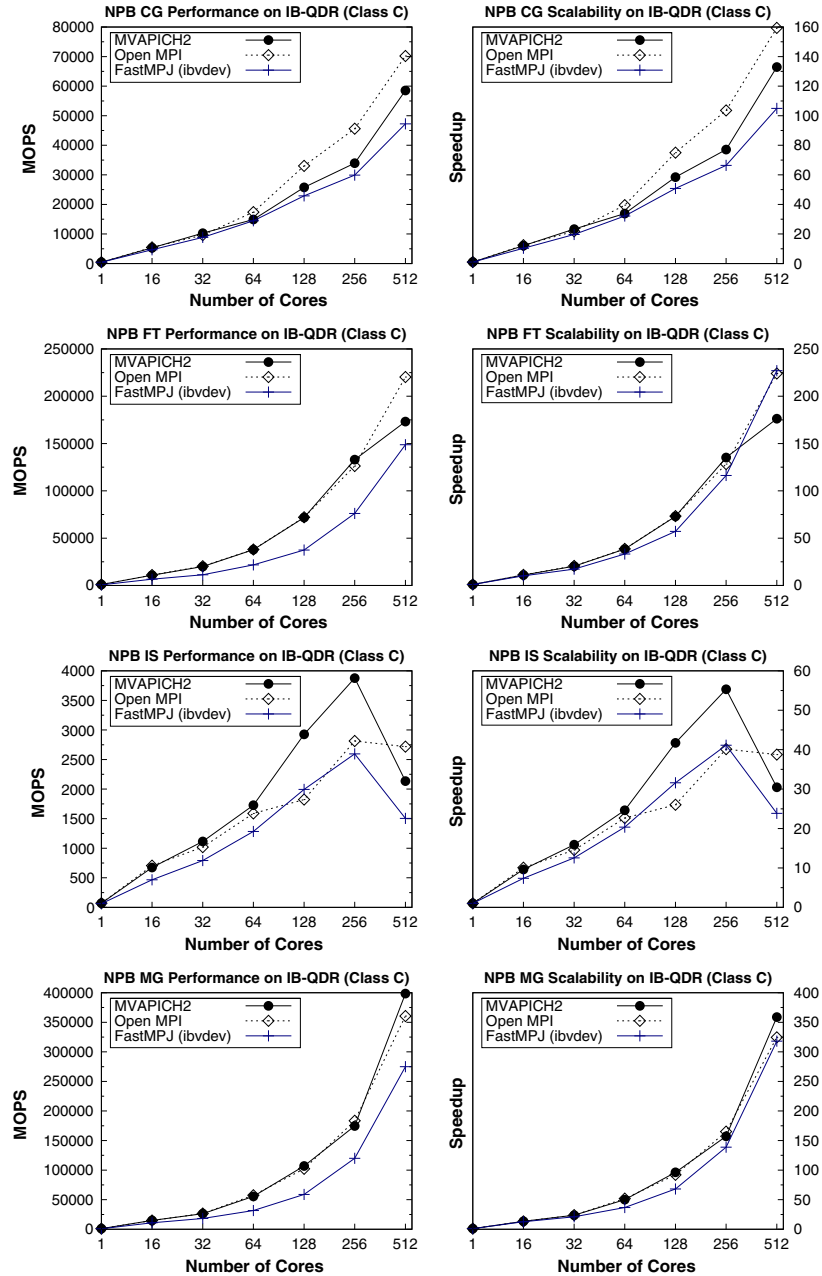 NPB CG Performance on IB-QDR (Class C)
80000
70000
60000
50000
40000
30000
20000
10000
0
MOPS
MVAPICH2
Open MPI
FastMPJ (ibvdev)
1 16 32 64 128 256 512
Number of Cores
NPB CG Scalability on IB-QDR (Class C)
Speedup
MVAPICH2
Open MPI
FastMPJ (ibvdev)
160
140
120
100
80
60
40
20
0
1 16 32 64 128 256 512
Number of Cores
NPB FT Performance on IB-QDR (Class C)
250000
200000
150000
100000
50000
0
MOPS
MVAPICH2
Open MPI
FastMPJ (ibvdev)
1 16 32 64 128 256 512
Number of Cores
NPB FT Scalability on IB-QDR (Class C)
Speedup
MVAPICH2
Open MPI
FastMPJ (ibvdev)
250
200
150
100
50
0
1 16 32 64 128 256 512
Number of Cores
NPB IS Performance on IB-QDR (Class C)
4000
3500
3000
2500
2000
1500
1000
500
0
MOPS
MVAPICH2
Open MPI
FastMPJ (ibvdev)
1 16 32 64 128 256 512
Number of Cores
NPB IS Scalability on IB-QDR (Class C)
Speedup
MVAPICH2
Open MPI
FastMPJ (ibvdev)
60
50
40
30
20
10
0
1 16 32 64 128 256 512
Number of Cores
NPB MG Performance on IB-QDR (Class C)
400000
350000
300000
250000
200000
150000
100000
50000
0
MOPS
MVAPICH2
Open MPI
FastMPJ (ibvdev)
1 16 32 64 128 256 512
Number of Cores
NPB MG Scalability on IB-QDR (Class C)
Speedup
MVAPICH2
Open MPI
FastMPJ (ibvdev)
400
350
300
250
200
150
100
50
0
1 16 32 64 128 256 512
Number of Cores